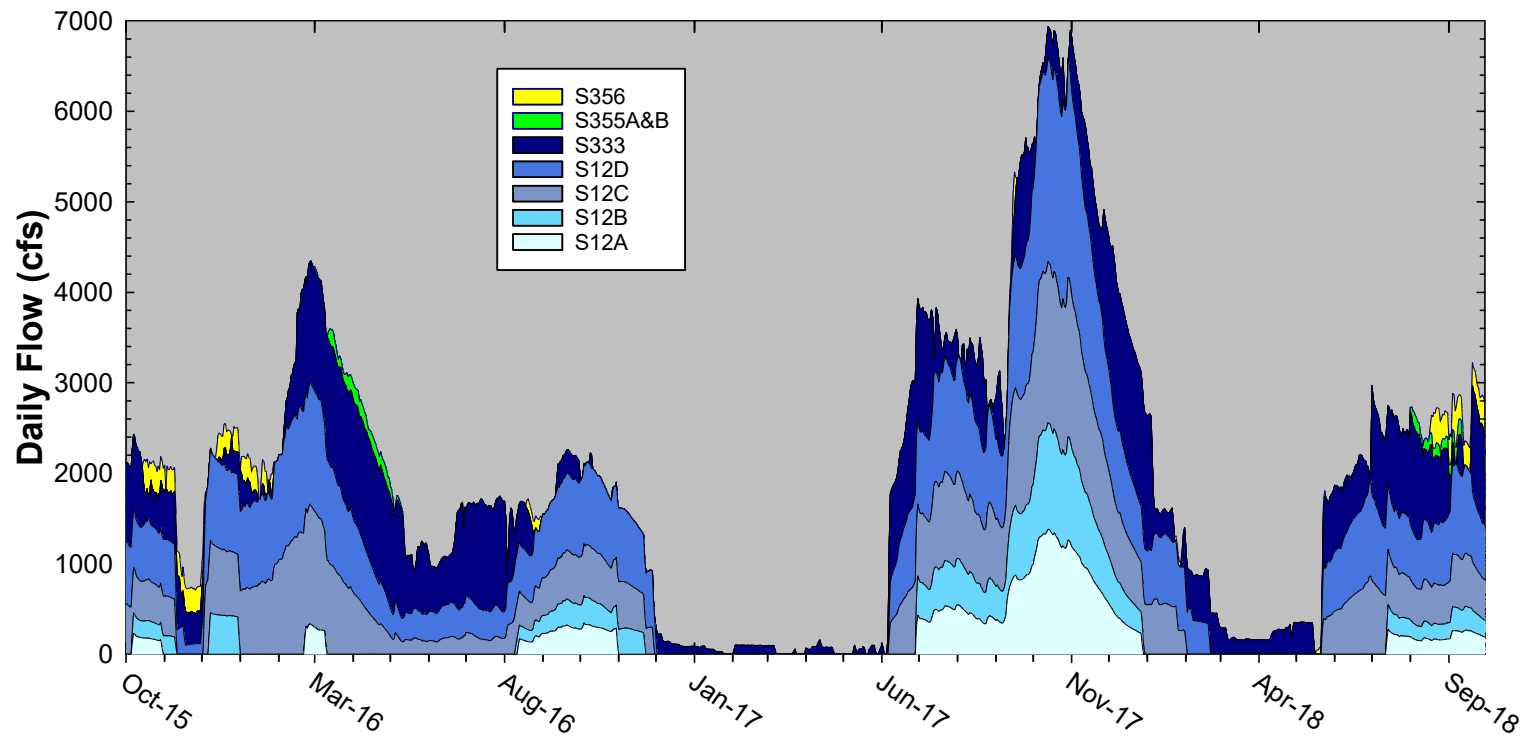 7000
6000
5000
4000
3000
2000
1000
0
Daily Flow (cfs)
S356
S355A&B
S333
S12D
S12C
S12B
S12A
Oct-15
Mar-16
Aug-16
Jan-17
Jun-17
Nov-17
Apr-18
Sep-18